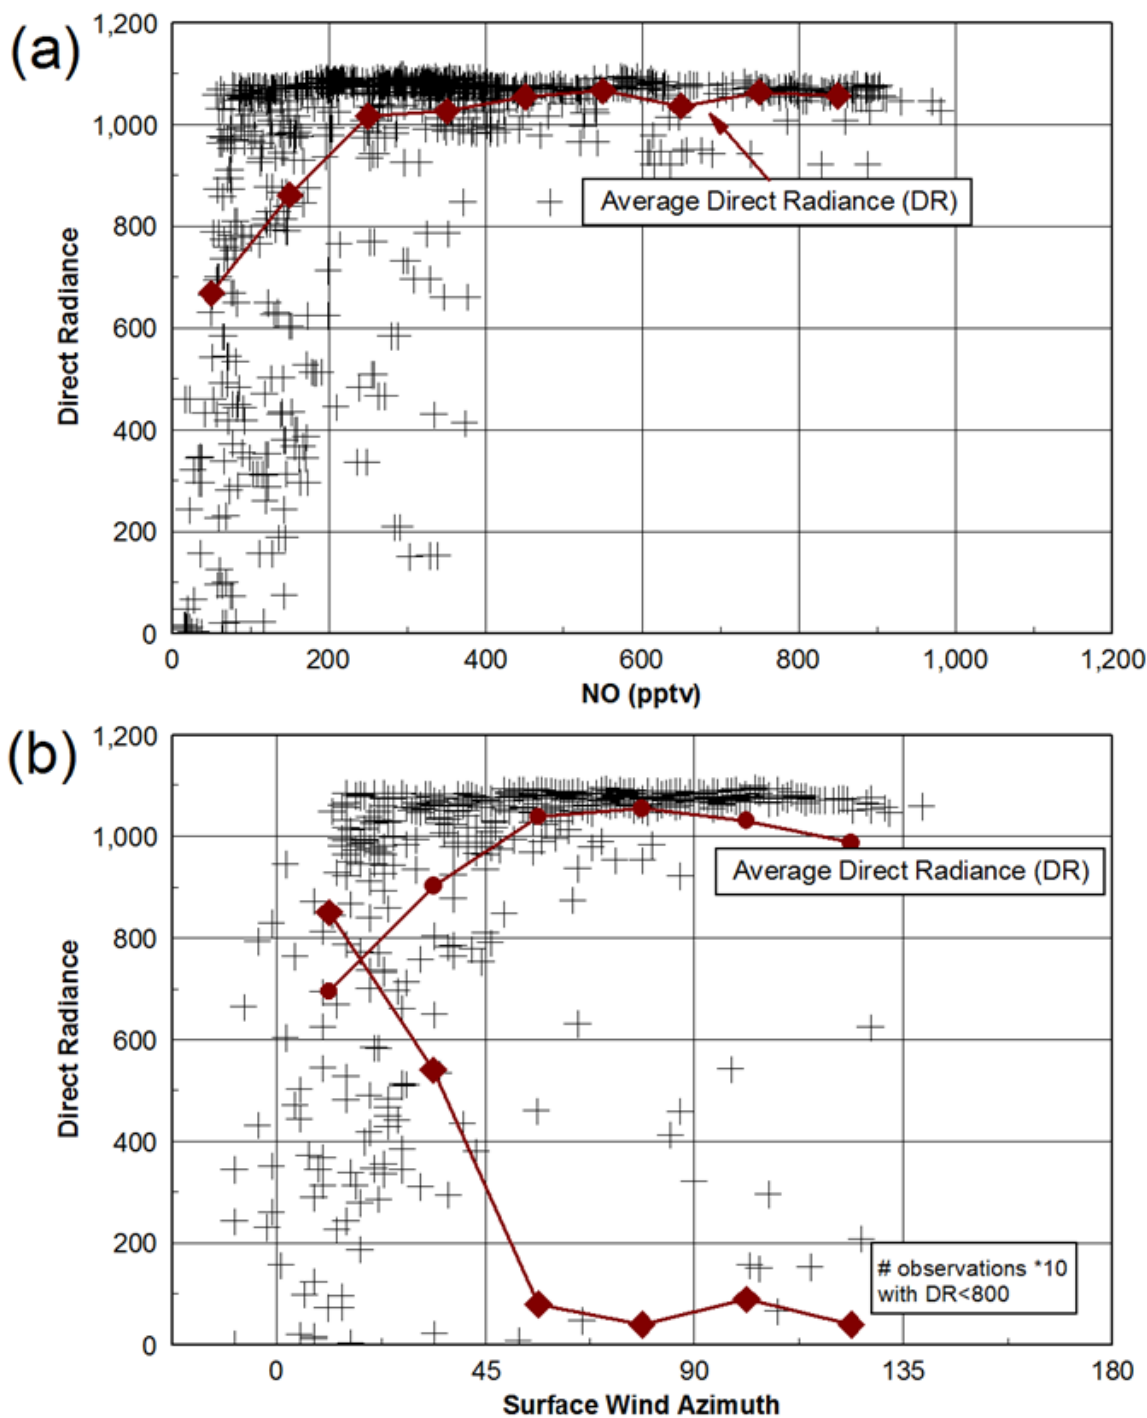 (a)
1,200
1,000
800
600
400
200
0
Direct Radiance
Average Direct Radiance (DR)
0 200 400 600 800 1,000 1,200
NO (pptv)
(b)
1,200
1,000
800
600
400
200
0
Direct Radiance
Average Direct Radiance (DR)
# observations *10
with DR<800
0 45 90 135 180
Surface Wind Azimuth